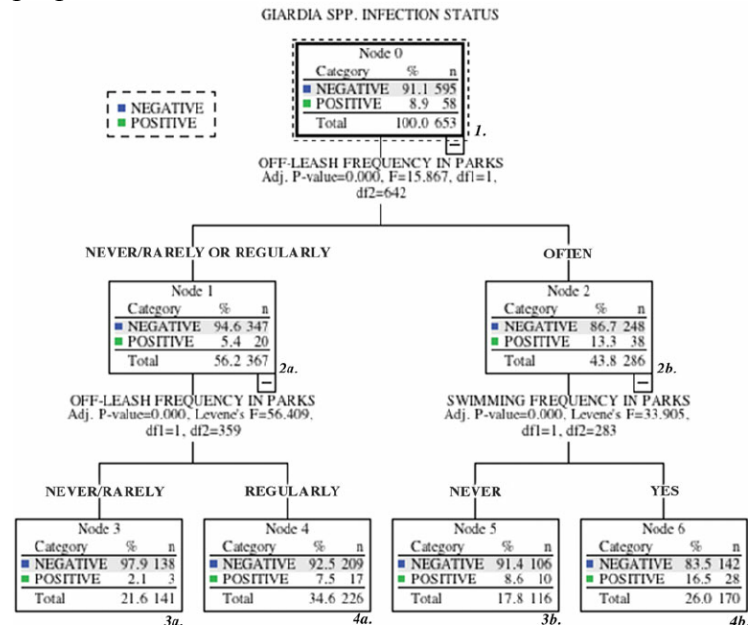 GIARDIA SPP. INFECTION STATUS
NEGATIVE
POSITIVE
Node 0
Category % n
NEGATIVE 91.1 595
POSITIVE 8.9 58
Total 100.0 653
1.
OFF-LEASH FREQUENCY IN PARKS
Adj. P-value=0.000, F=15.867, df1=1,
df2=642
NEVER/RARELY OR REGULARLY
OFTEN
Node 1
Category % n
NEGATIVE 94.6 347
POSITIVE 5.4 20
Total 56.2 367
2a.
Node 2
Category % n
NEGATIVE 86.7 248
POSITIVE 13.3 38
Total 43.8 286
2b.
OFF-LEASH FREQUENCY IN PARKS
Adj. P-value=0.000, Levene's F=56.409,
df1=1, df2=359
SWIMMING FREQUENCY IN PARKS
Adj. P-value=0.000, Levene's F=33.905,
df1=1, df2=283
NEVER/RARELY
REGULARLY
NEVER
YES
Node 3
Category % n
NEGATIVE 97.9 138
POSITIVE 2.1 3
Total 21.6 141
3a.
Node 4
Category % n
NEGATIVE 92.5 209
POSITIVE 7.5 17
Total 34.6 226
4a.
Node 5
Category % n
NEGATIVE 91.4 106
POSITIVE 8.6 10
Total 17.8 116
3b.
Node 6
Category % n
NEGATIVE 83.5 142
POSITIVE 16.5 28
Total 26.0 170
4b.